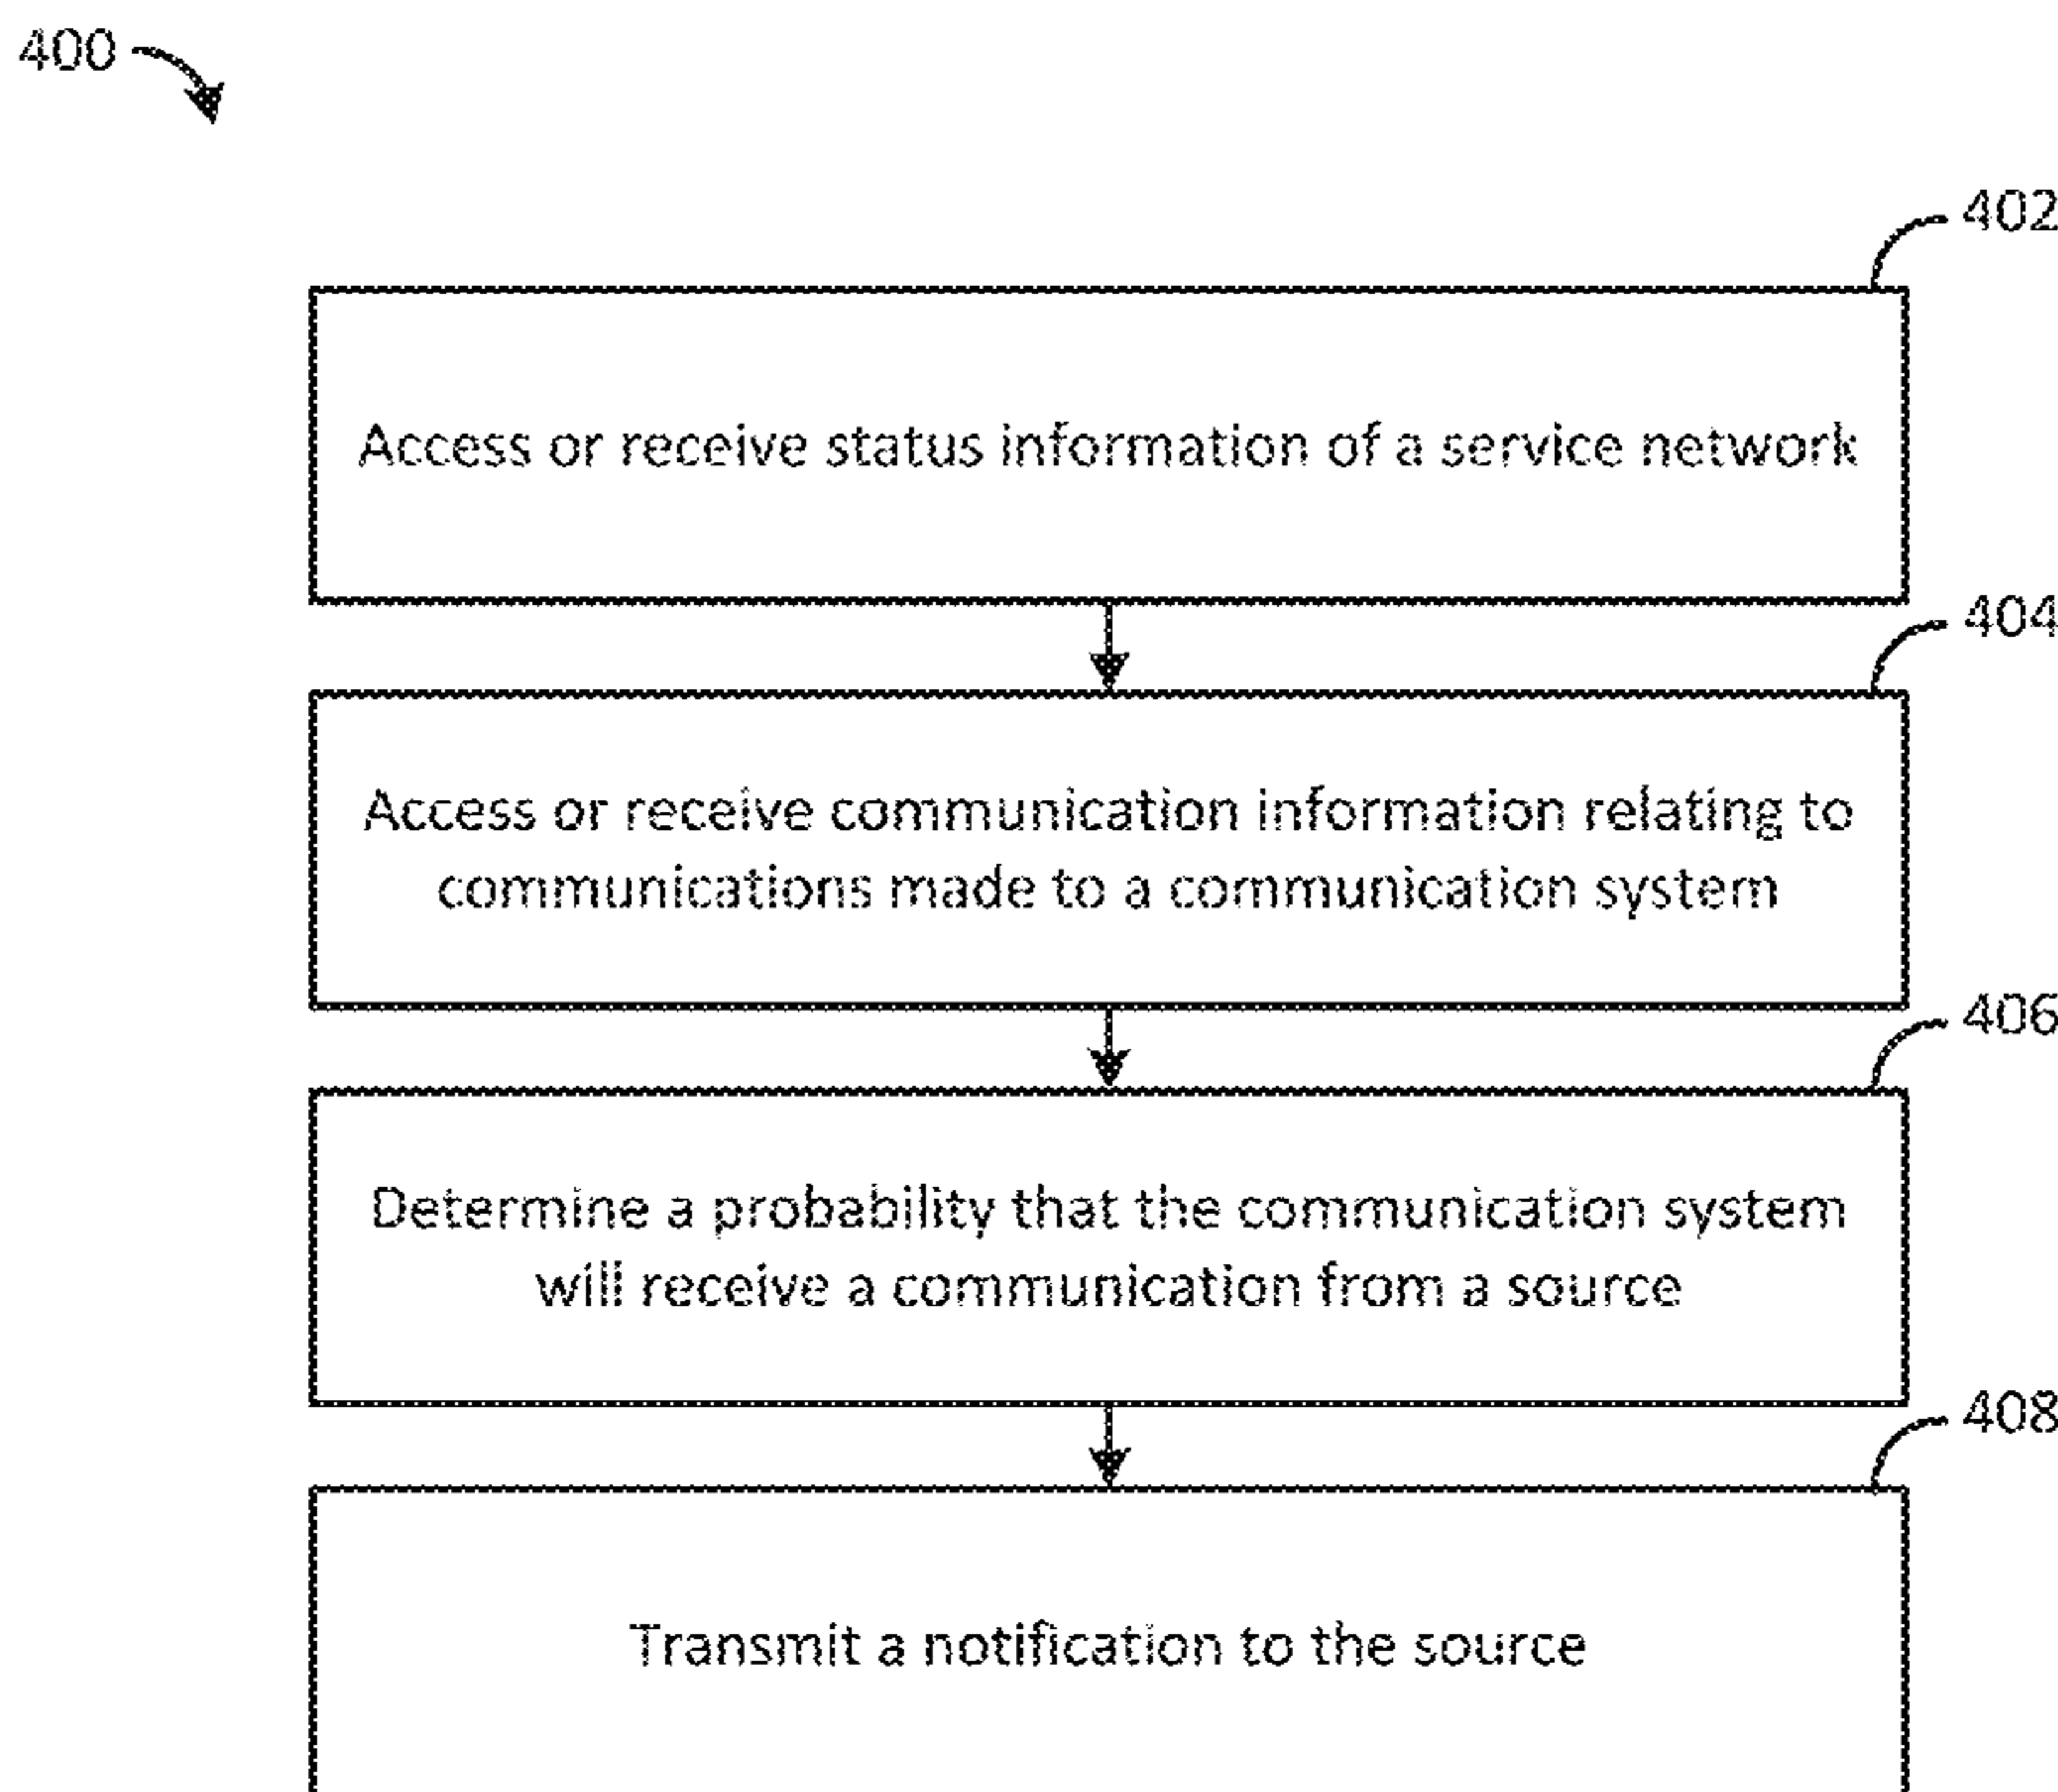 400
402
Access or receive status information of a service network
404
Access or receive communication information relating to
communications made to a communication system
406
Determine a probability that the communication system
will receive a communication from a source
408
Transmit a notification to the source